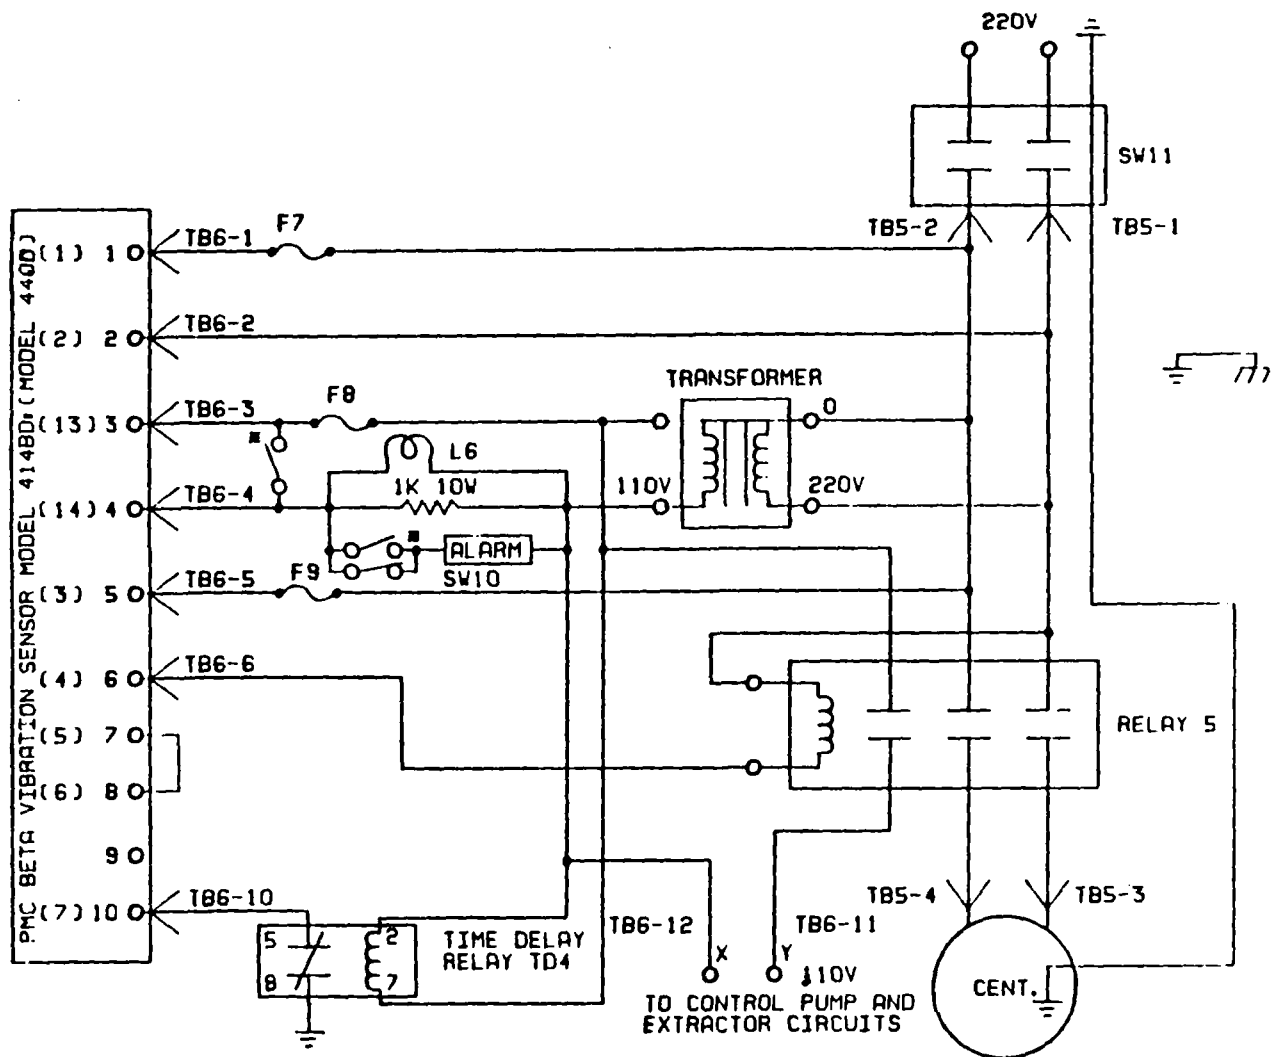 220V
SW11
TB5-2
TB5-1
PMC BETA VIBRATION SENSOR MODEL 414BD, (MODEL 440D)
(1) 1
TB6-1
F7
(2) 2
TB6-2
TRANSFORMER
(13) 3
TB6-3
F8
0
L6
(14) 4
TB6-4
1K 10W
110V
220V
ALARM
SW10
(3) 5
TB6-5
F9
(4) 6
TB6-6
(5) 7
RELAY 5
(6) 8
9
(7) 10
TB6-10
TB5-4
TB5-3
5
8
2
7
TIME DELAY
RELAY TD4
TB6-12
TB6-11
X
Y
110V
TO CONTROL PUMP AND
EXTRACTOR CIRCUITS
CENT.